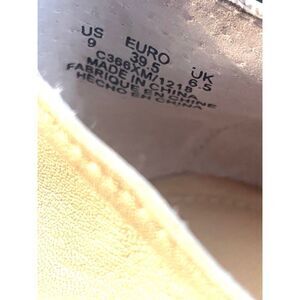 US EURO UK
9 39.5 6.5
C366XM/1218
MADE IN CHINA
FABRIQUE EN CHINE
HECHO EN CHINA